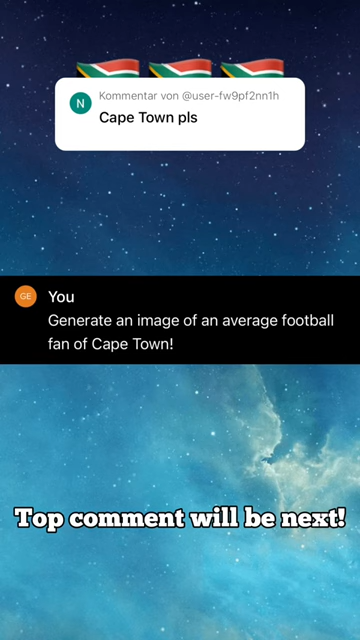 N
Kommentar von @user-fw9pf2nn1h
Cape Town pls
GE
You
Generate an image of an average football
fan of Cape Town!
Top comment will be next!